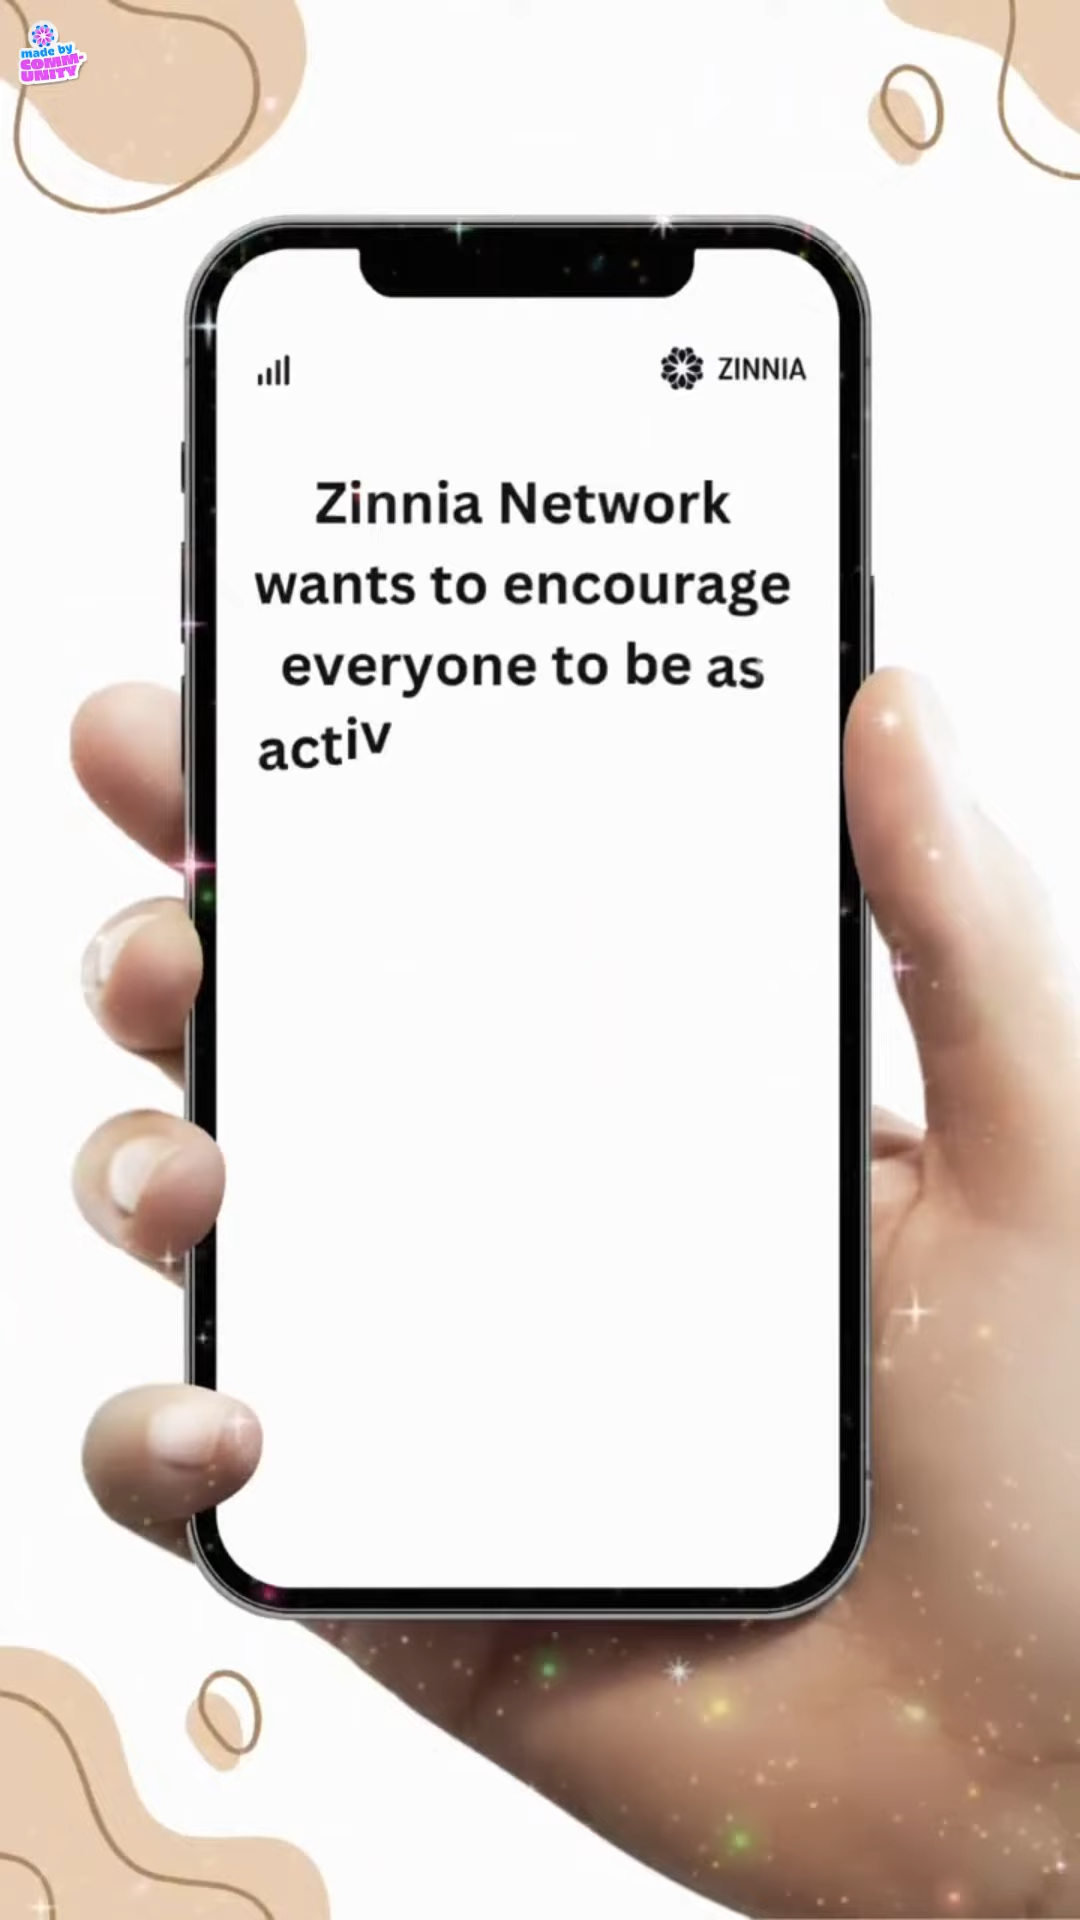 made by
COMM-
UNITY
ZINNIA
Zinnia Network
wants to encourage
everyone to be as
activ